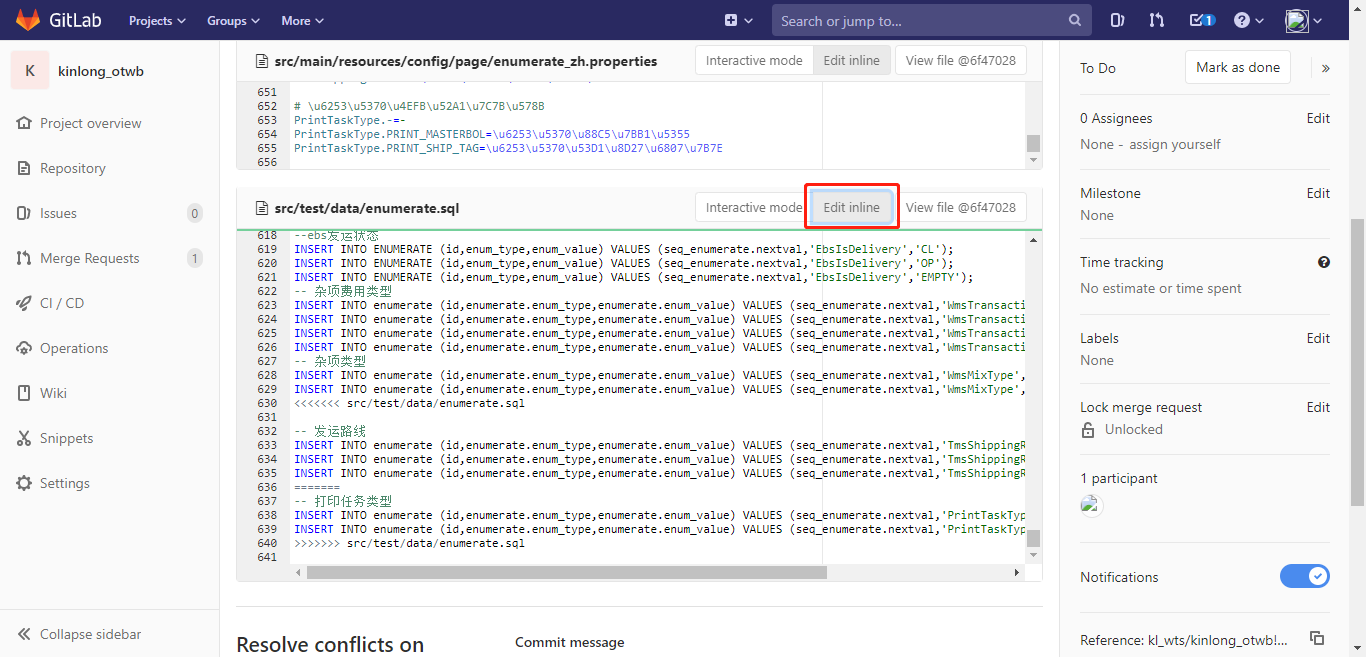 GitLab Projects Groups More Search or jump to... 1
K kinlong_otwb
Project overview
Repository
Issues 0
Merge Requests 1
CI / CD
Operations
Wiki
Snippets
Settings
Collapse sidebar
src/main/resources/config/page/enumerate_zh.properties Interactive mode Edit inline View file @6f47028
651
652 # \u6253\u5370\u4EFB\u52A1\u7C7B\u578B
653 PrintTaskType.-=-
654 PrintTaskType.PRINT_MASTERBOL=\u6253\u5370\u88C5\u7BB1\u5355
655 PrintTaskType.PRINT_SHIP_TAG=\u6253\u5370\u53D1\u8D27\u6807\u7B7E
656
src/test/data/enumerate.sql Interactive mode Edit inline View file @6f47028
618 --ebs发运状态
619 INSERT INTO ENUMERATE (id,enum_type,enum_value) VALUES (seq_enumerate.nextval,'EbsIsDelivery','CL');
620 INSERT INTO ENUMERATE (id,enum_type,enum_value) VALUES (seq_enumerate.nextval,'EbsIsDelivery','OP');
621 INSERT INTO ENUMERATE (id,enum_type,enum_value) VALUES (seq_enumerate.nextval,'EbsIsDelivery','EMPTY');
622 -- 杂项费用类型
623 INSERT INTO enumerate (id,enumerate.enum_type,enumerate.enum_value) VALUES (seq_enumerate.nextval,'WmsTransacti
624 INSERT INTO enumerate (id,enumerate.enum_type,enumerate.enum_value) VALUES (seq_enumerate.nextval,'WmsTransacti
625 INSERT INTO enumerate (id,enumerate.enum_type,enumerate.enum_value) VALUES (seq_enumerate.nextval,'WmsTransacti
626 INSERT INTO enumerate (id,enumerate.enum_type,enumerate.enum_value) VALUES (seq_enumerate.nextval,'WmsTransacti
627 -- 杂项类型
628 INSERT INTO enumerate (id,enumerate.enum_type,enumerate.enum_value) VALUES (seq_enumerate.nextval,'WmsMixType',
629 INSERT INTO enumerate (id,enumerate.enum_type,enumerate.enum_value) VALUES (seq_enumerate.nextval,'WmsMixType',
630 <<<<<<< src/test/data/enumerate.sql
631
632 -- 发运路线
633 INSERT INTO enumerate (id,enumerate.enum_type,enumerate.enum_value) VALUES (seq_enumerate.nextval,'TmsShippingR
634 INSERT INTO enumerate (id,enumerate.enum_type,enumerate.enum_value) VALUES (seq_enumerate.nextval,'TmsShippingR
635 INSERT INTO enumerate (id,enumerate.enum_type,enumerate.enum_value) VALUES (seq_enumerate.nextval,'TmsShippingR
636 =======
637 -- 打印任务类型
638 INSERT INTO enumerate (id,enumerate.enum_type,enumerate.enum_value) VALUES (seq_enumerate.nextval,'PrintTaskTyp
639 INSERT INTO enumerate (id,enumerate.enum_type,enumerate.enum_value) VALUES (seq_enumerate.nextval,'PrintTaskTyp
640 >>>>>>> src/test/data/enumerate.sql
641
Resolve conflicts on Commit message
To Do Mark as done »
0 Assignees Edit
None - assign yourself
Milestone Edit
None
Time tracking
No estimate or time spent
Labels Edit
None
Lock merge request Edit
Unlocked
1 participant
Notifications
Reference: kl_wts/kinlong_otwb!...